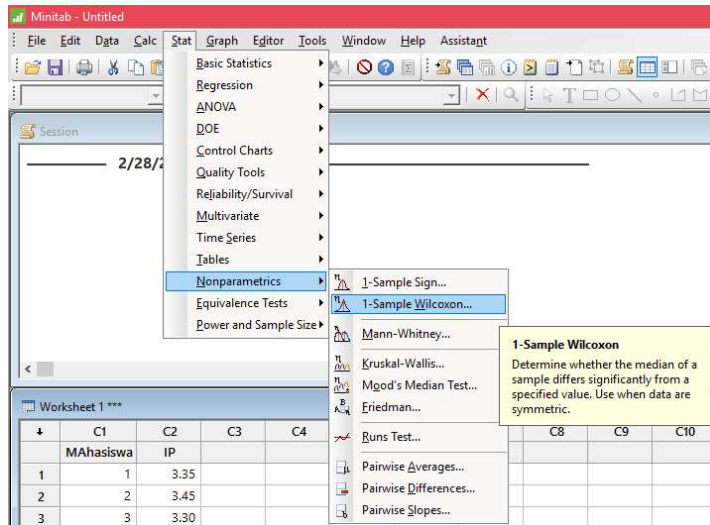 Minitab - Untitled
File Edit Data Calc Stat Graph Editor Tools Window Help Assistant
Basic Statistics
Regression
ANOVA
DOE
Control Charts
Quality Tools
Reliability/Survival
Multivariate
Time Series
Tables
Nonparametrics
Equivalence Tests
Power and Sample Size
Session
2/28/2
1-Sample Sign...
1-Sample Wilcoxon...
Mann-Whitney...
Kruskal-Wallis...
Mood's Median Test...
Friedman...
Runs Test...
Pairwise Averages...
Pairwise Differences...
Pairwise Slopes...
1-Sample Wilcoxon
Determine whether the median of a
sample differs significantly from a
specified value. Use when data are
symmetric.
Worksheet 1 ***
C1 C2 C3 C4 C8 C9 C10
MAhasiswa IP
1 1 3.35
2 2 3.45
3 3 3.30